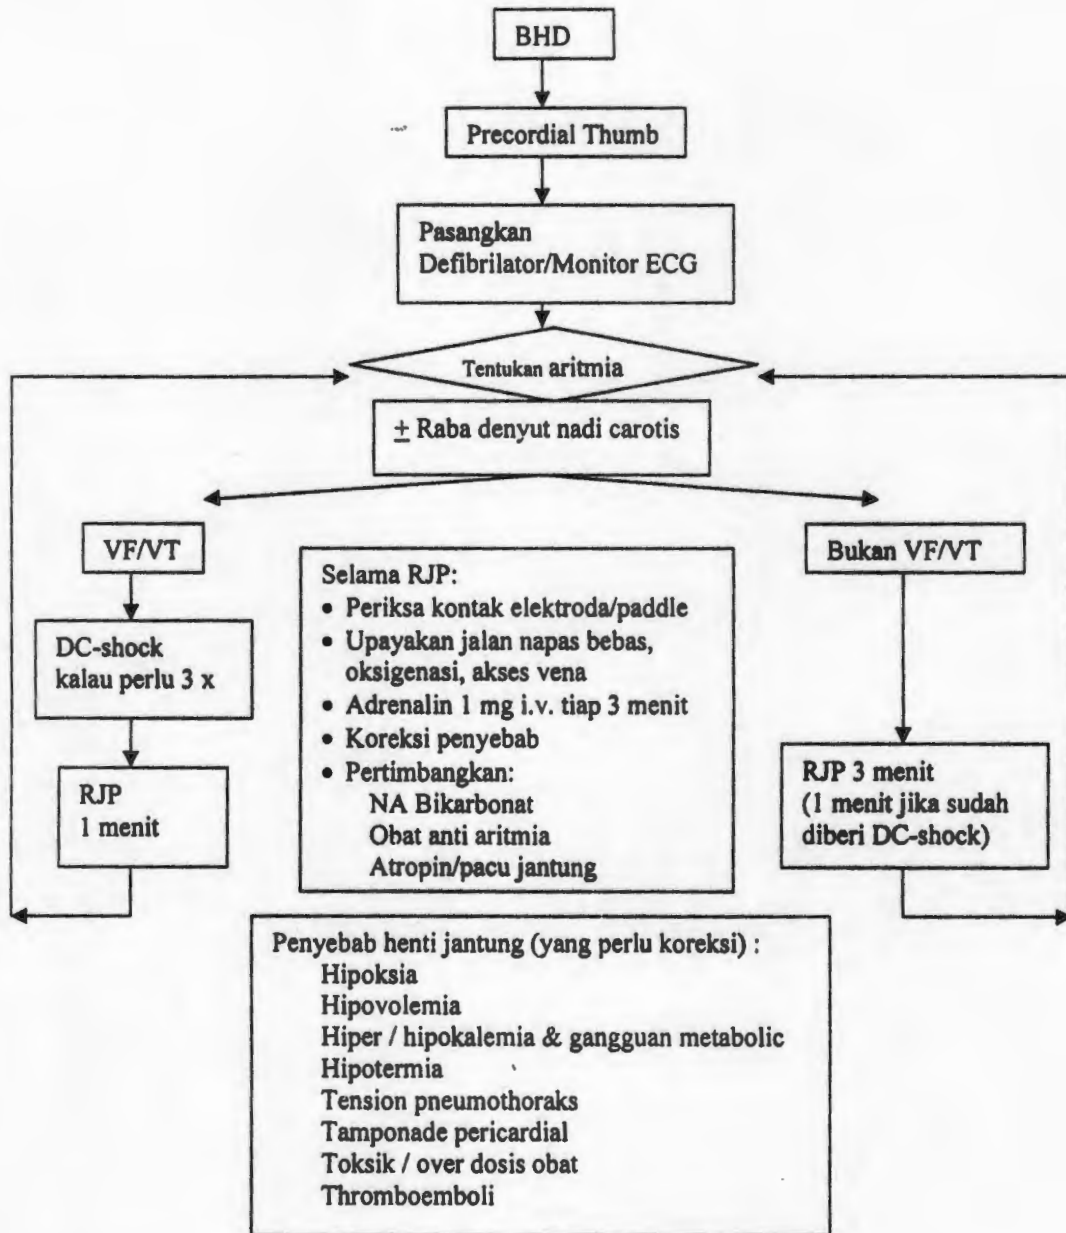 BHD
Precordial Thumb
Pasangkan
Defibrilator/Monitor ECG
Tentukan aritmia
± Raba denyut nadi carotis
VF/VT
DC-shock
kalau perlu 3 x
RJP
1 menit
Selama RJP:
• Periksa kontak elektroda/paddle
• Upayakan jalan napas bebas,
oksigenasi, akses vena
• Adrenalin 1 mg i.v. tiap 3 menit
• Koreksi penyebab
• Pertimbangkan:
NA Bikarbonat
Obat anti aritmia
Atropin/pacu jantung
Bukan VF/VT
RJP 3 menit
(1 menit jika sudah
diberi DC-shock)
Penyebab henti jantung (yang perlu koreksi) :
Hipoksia
Hipovolemia
Hiper / hipokalemia & gangguan metabolic
Hipotermia
Tension pneumothoraks
Tamponade pericardial
Toksik / over dosis obat
Thromboemboli